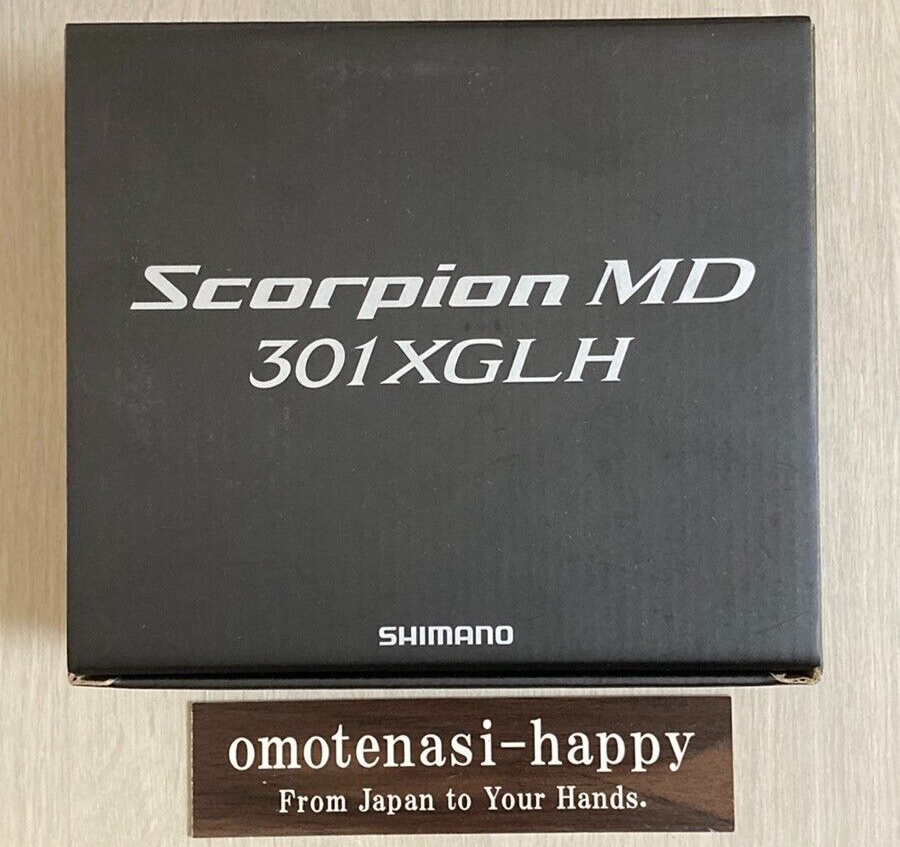 Scorpion MD
301XGLH
SHIMANO
omotenasi-happy
From Japan to Your Hands.